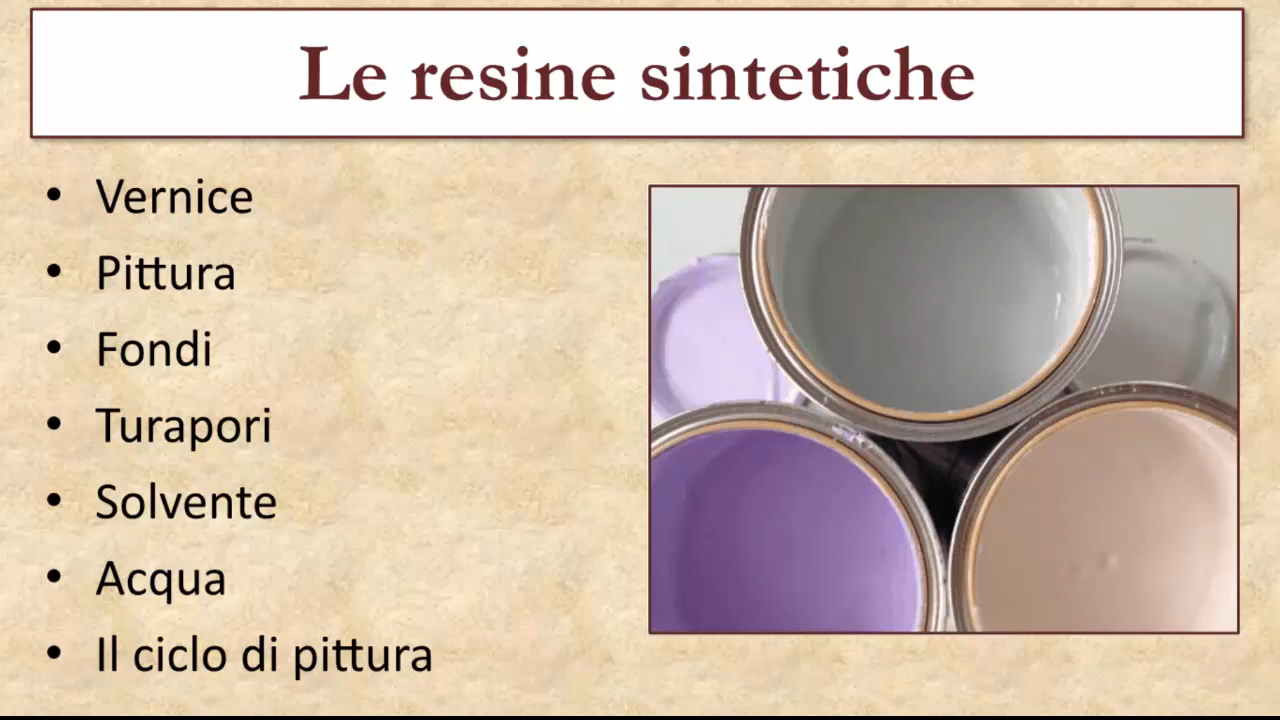 Le resine sintetiche
• Vernice
• Pittura
• Fondi
• Turapori
• Solvente
• Acqua
• Il ciclo di pittura